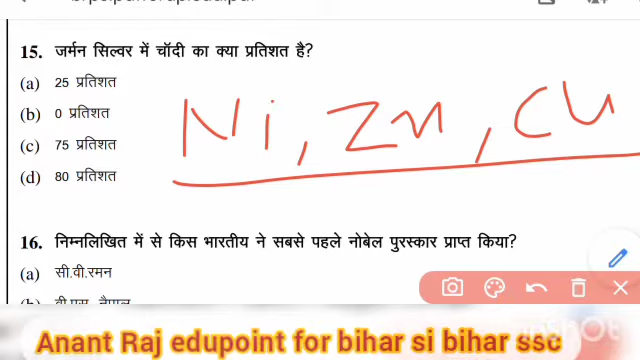 15. जर्मन सिल्वर में चाँदी का क्या प्रतिशत है?
(a) 25 प्रतिशत
(b) 0 प्रतिशत
(c) 75 प्रतिशत
(d) 80 प्रतिशत
Ni, Zn, Cu
16. निम्नलिखित में से किस भारतीय ने सबसे पहले नोबेल पुरस्कार प्राप्त किया?
(a) सी.वी.रमन
Anant Raj edupoint for bihar si bihar ssc